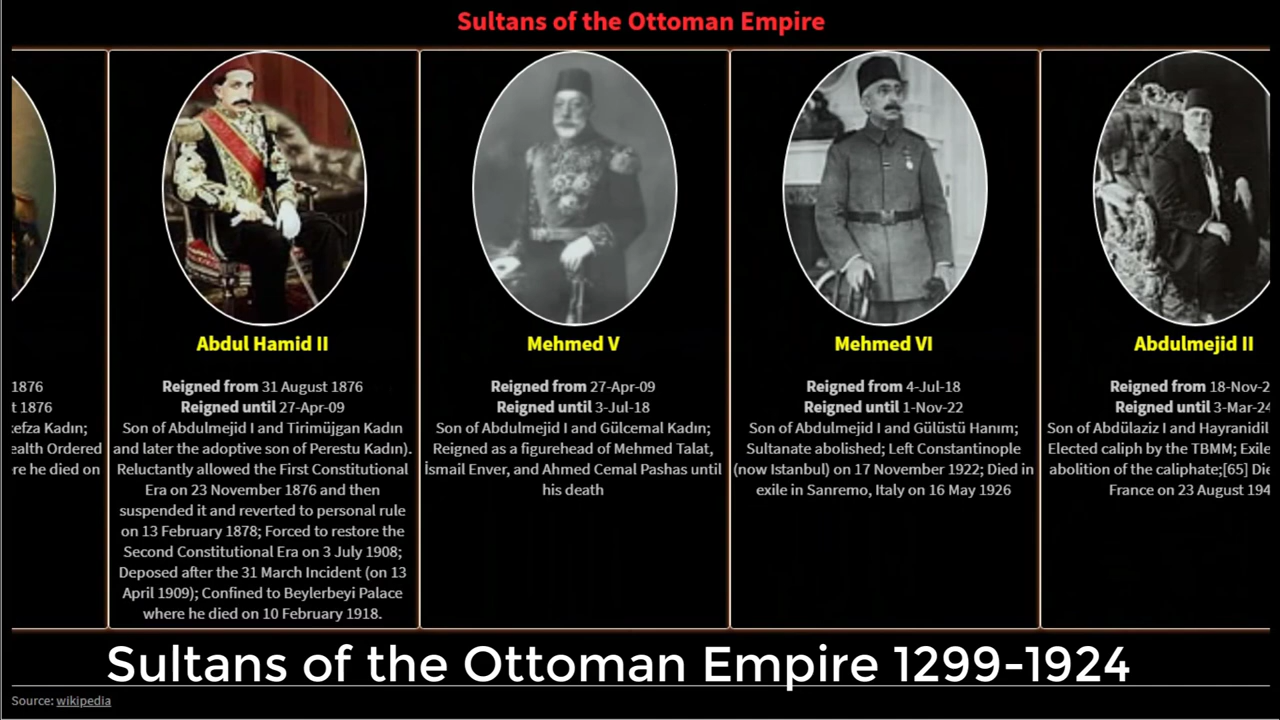 Sultans of the Ottoman Empire
1876
t 1876
efza Kadın;
ealth Ordered
re he died on
Abdul Hamid II
Reigned from 31 August 1876
Reigned until 27-Apr-09
Son of Abdulmejid I and Tirimüjgan Kadın
and later the adoptive son of Perestu Kadın).
Reluctantly allowed the First Constitutional
Era on 23 November 1876 and then
suspended it and reverted to personal rule
on 13 February 1878; Forced to restore the
Second Constitutional Era on 3 July 1908;
Deposed after the 31 March Incident (on 13
April 1909); Confined to Beylerbeyi Palace
where he died on 10 February 1918.
Mehmed V
Reigned from 27-Apr-09
Reigned until 3-Jul-18
Son of Abdulmejid I and Gülcemal Kadın;
Reigned as a figurehead of Mehmed Talat,
İsmail Enver, and Ahmed Cemal Pashas until
his death
Mehmed VI
Reigned from 4-Jul-18
Reigned until 1-Nov-22
Son of Abdulmejid I and Gülüstü Hanım;
Sultanate abolished; Left Constantinople
(now Istanbul) on 17 November 1922; Died in
exile in Sanremo, Italy on 16 May 1926
Abdulmejid II
Reigned from 18-Nov-2
Reigned until 3-Mar-24
Son of Abdülaziz I and Hayranidil
Elected caliph by the TBMM; Exile
abolition of the caliphate;[65] Die
France on 23 August 194
Sultans of the Ottoman Empire 1299-1924
Source: wikipedia